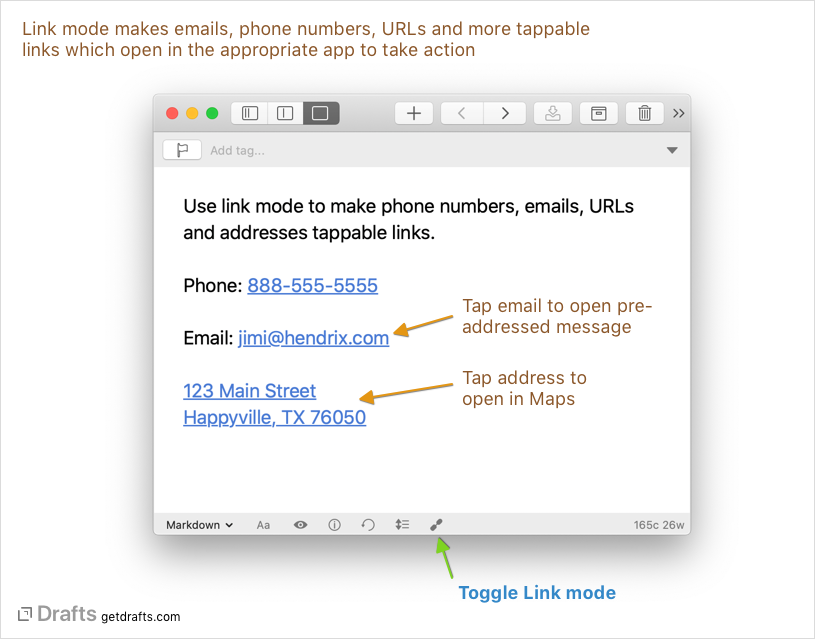 Link mode makes emails, phone numbers, URLs and more tappable
links which open in the appropriate app to take action
Add tag...
Use link mode to make phone numbers, emails, URLs
and addresses tappable links.
Phone: 888-555-5555
Tap email to open pre-
addressed message
Email: jimi@hendrix.com
Tap address to
open in Maps
123 Main Street
Happyville, TX 76050
Markdown
Aa
165c 26w
Toggle Link mode
Drafts getdrafts.com